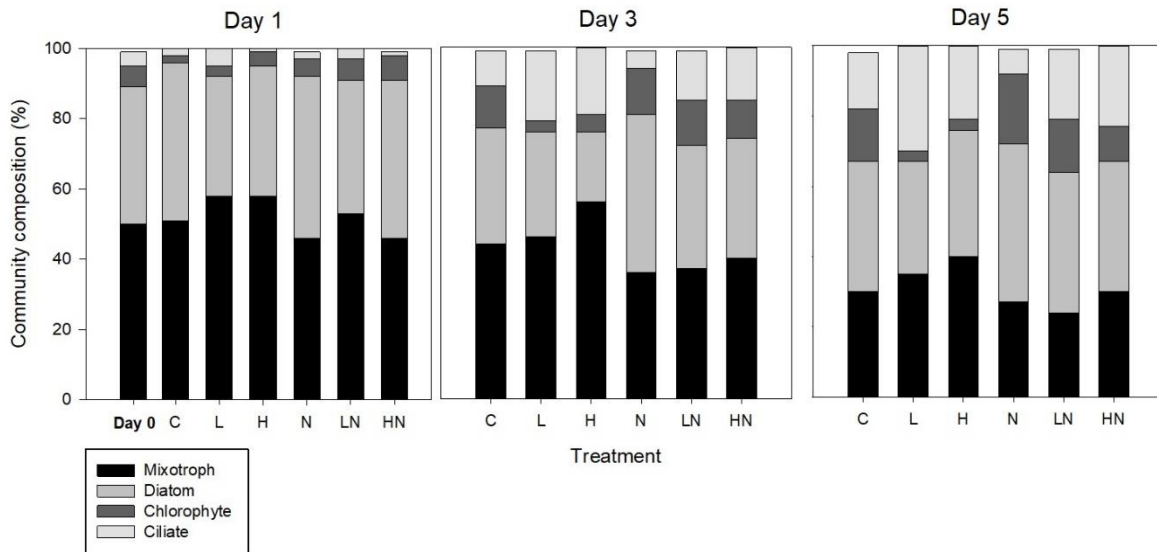 Day 1
Day 3
Day 5
Community composition (%)
100
80
60
40
20
0
Day 0 C L H N LN HN
C L H N LN HN
C L H N LN HN
Treatment
Mixotroph
Diatom
Chlorophyte
Ciliate